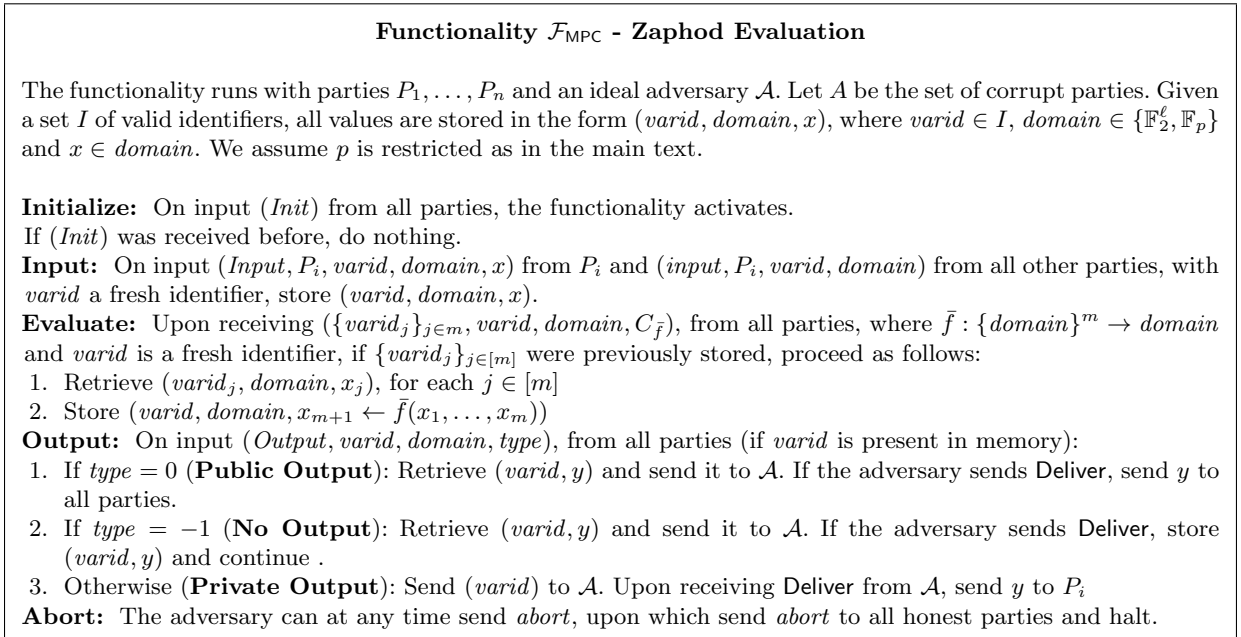 Functionality F_MPC - Zaphod Evaluation
The functionality runs with parties P_1, . . . , P_n and an ideal adversary A. Let A be the set of corrupt parties. Given
a set I of valid identifiers, all values are stored in the form (varid, domain, x), where varid ∈ I, domain ∈ {𝔽_2^ℓ, 𝔽_p}
and x ∈ domain. We assume p is restricted as in the main text.
Initialize: On input (Init) from all parties, the functionality activates.
If (Init) was received before, do nothing.
Input: On input (Input, P_i, varid, domain, x) from P_i and (input, P_i, varid, domain) from all other parties, with
varid a fresh identifier, store (varid, domain, x).
Evaluate: Upon receiving ({varid_j}_{j∈m}, varid, domain, C_{f̄}), from all parties, where f̄ : {domain}^m → domain
and varid is a fresh identifier, if {varid_j}_{j∈[m]} were previously stored, proceed as follows:
1. Retrieve (varid_j, domain, x_j), for each j ∈ [m]
2. Store (varid, domain, x_{m+1} ← f̄(x_1, . . . , x_m))
Output: On input (Output, varid, domain, type), from all parties (if varid is present in memory):
1. If type = 0 (Public Output): Retrieve (varid, y) and send it to A. If the adversary sends Deliver, send y to
all parties.
2. If type = −1 (No Output): Retrieve (varid, y) and send it to A. If the adversary sends Deliver, store
(varid, y) and continue .
3. Otherwise (Private Output): Send (varid) to A. Upon receiving Deliver from A, send y to P_i
Abort: The adversary can at any time send abort, upon which send abort to all honest parties and halt.